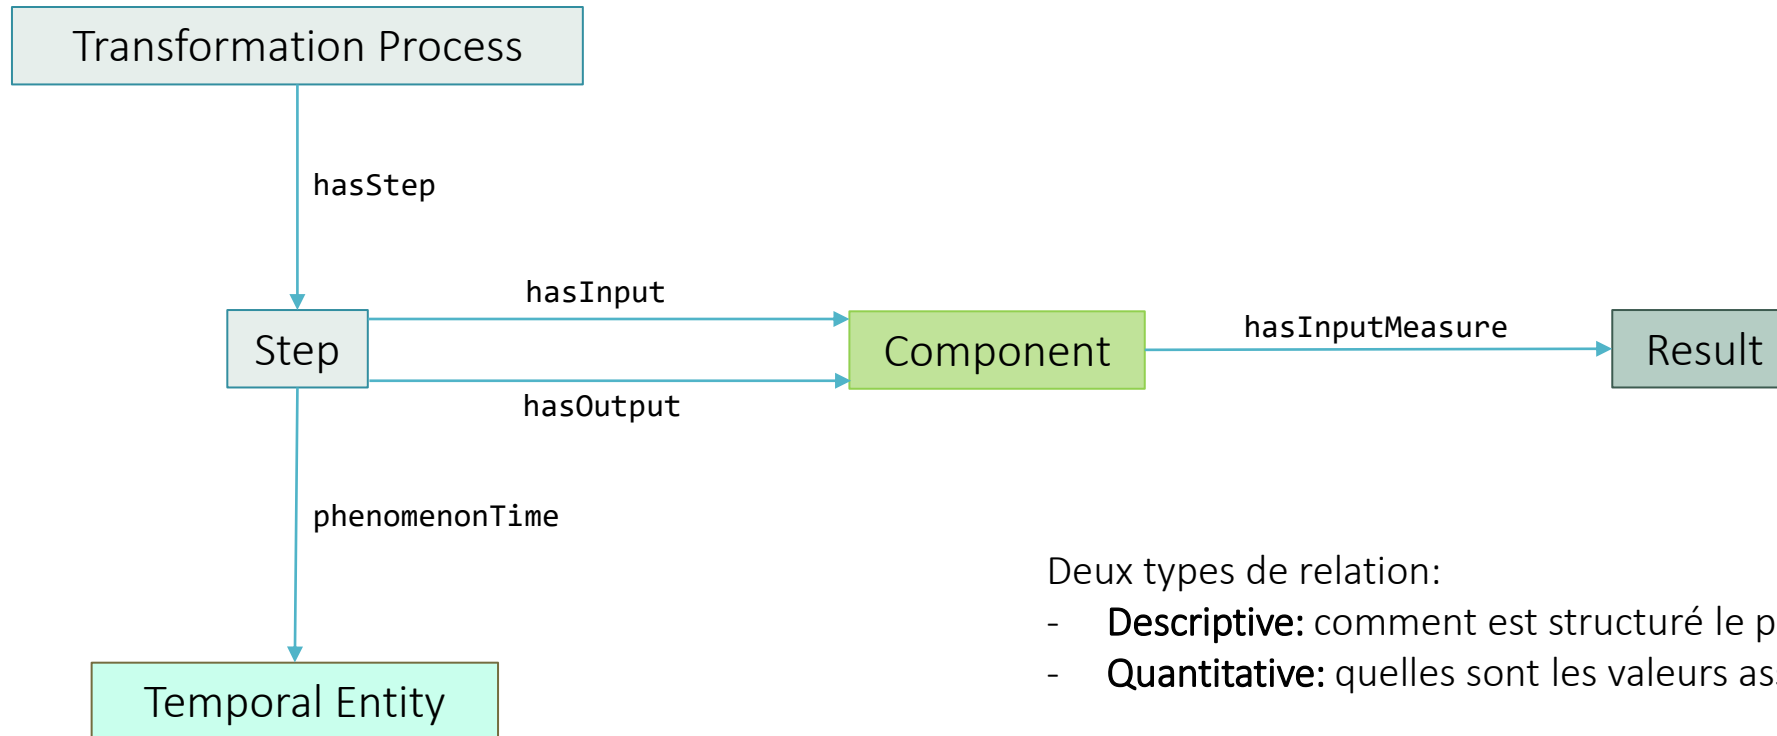 Transformation Process
hasStep
hasInput
Step
Component
hasInputMeasure
Result
hasOutput
phenomenonTime
Temporal Entity
Deux types de relation:
- Descriptive: comment est structuré le
- Quantitative: quelles sont les valeurs